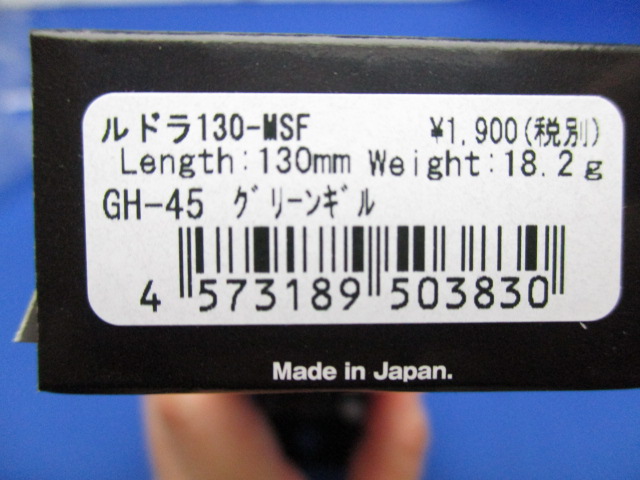 ルドラ130-MSF ¥1,900(税別)
Length:130mm Weight:18.2g
GH-45 グリーンギル
4 573189 503830
Made in Japan.